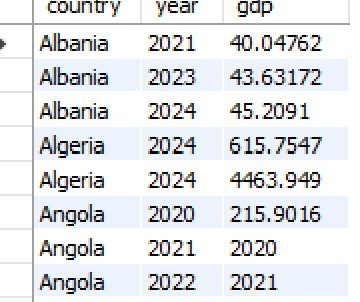 country year gdp
Albania 2021 40.04762
Albania 2023 43.63172
Albania 2024 45.2091
Algeria 2024 615.7547
Algeria 2024 4463.949
Angola 2020 215.9016
Angola 2021 2020
Angola 2022 2021